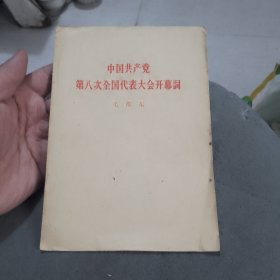 中国共产党
第八次全国代表大会开幕詞
毛泽东